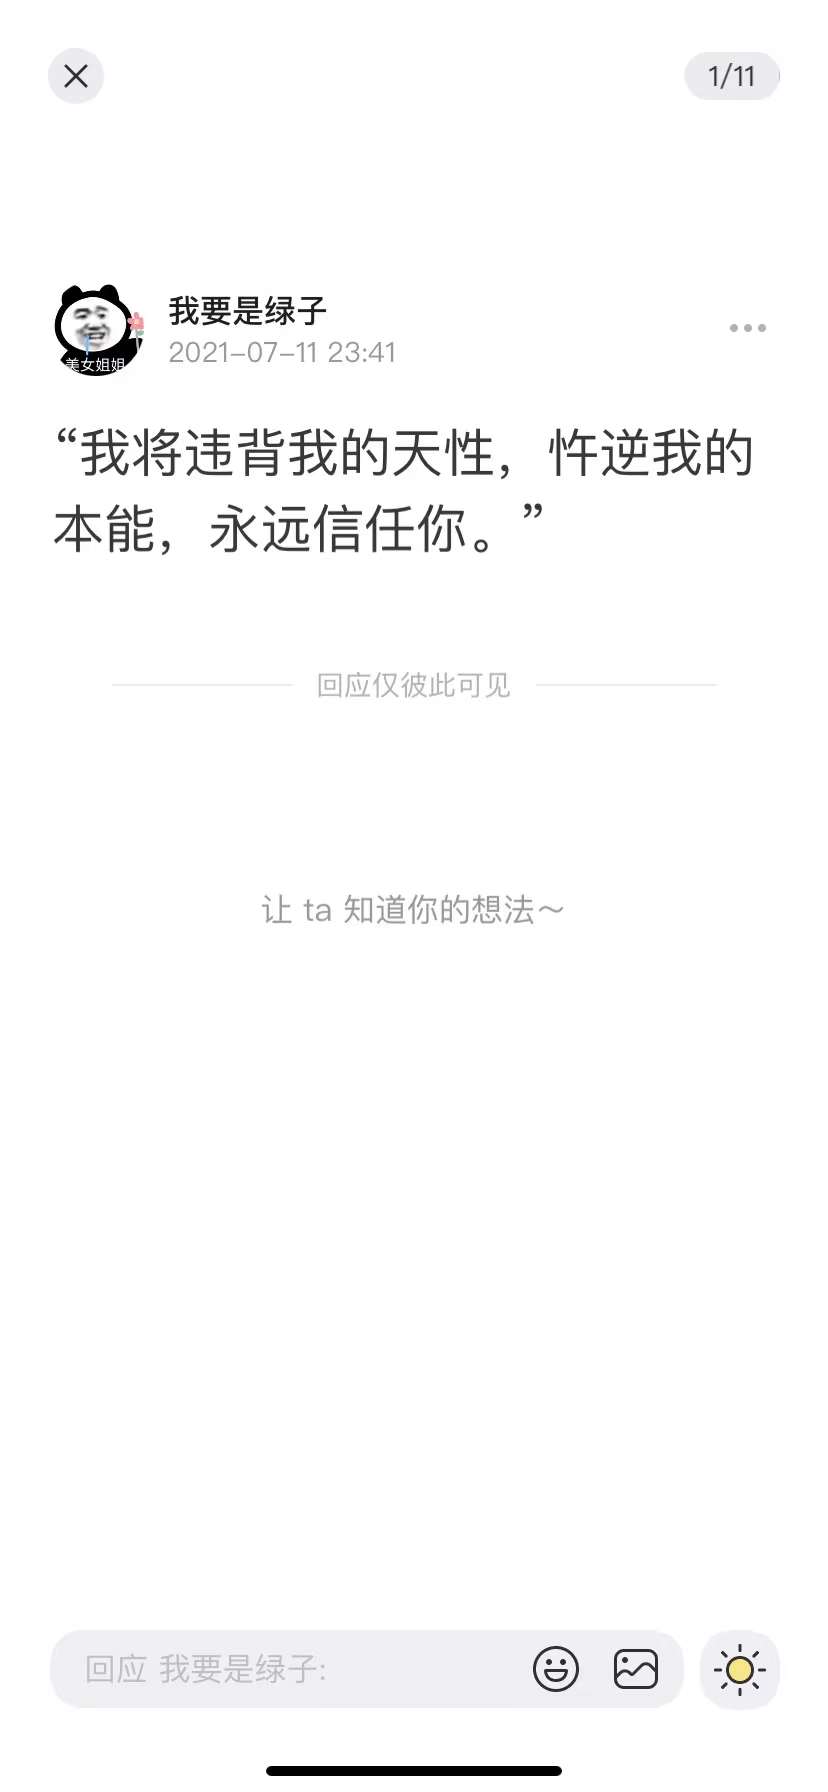 1/11
我要是绿子
2021-07-11 23:41
美女姐姐
“我将违背我的天性，忤逆我的
本能，永远信任你。”
回应仅彼此可见
让 ta 知道你的想法～
回应 我要是绿子: